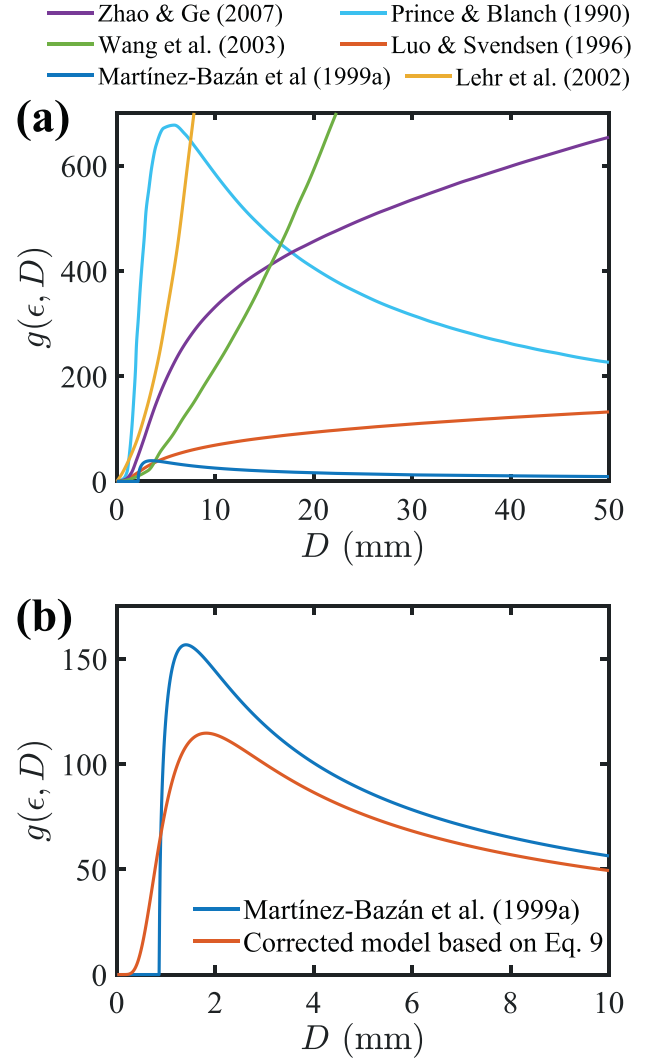 Zhao & Ge (2007) Prince & Blanch (1990)
Wang et al. (2003) Luo & Svendsen (1996)
Martínez-Bazán et al (1999a) Lehr et al. (2002)
(a)
600
400
200
0
g(ϵ, D)
0 10 20 30 40 50
D (mm)
(b)
150
100
50
0
g(ϵ, D)
Martínez-Bazán et al. (1999a)
Corrected model based on Eq. 9
0 2 4 6 8 10
D (mm)